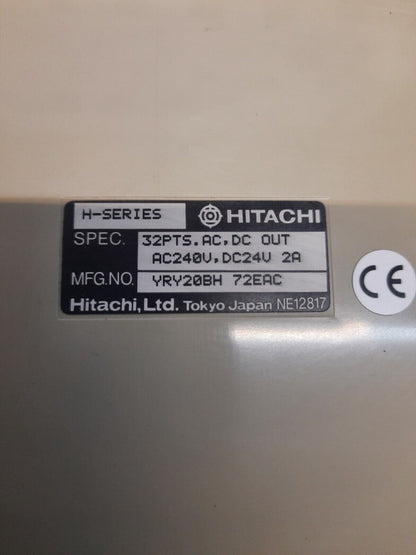 H-SERIES HITACHI
SPEC. 32PTS.AC,DC OUT
AC240V,DC24V 2A
MFG.NO. YRY20BH 72EAC
Hitachi,Ltd. Tokyo Japan NE12817
CE